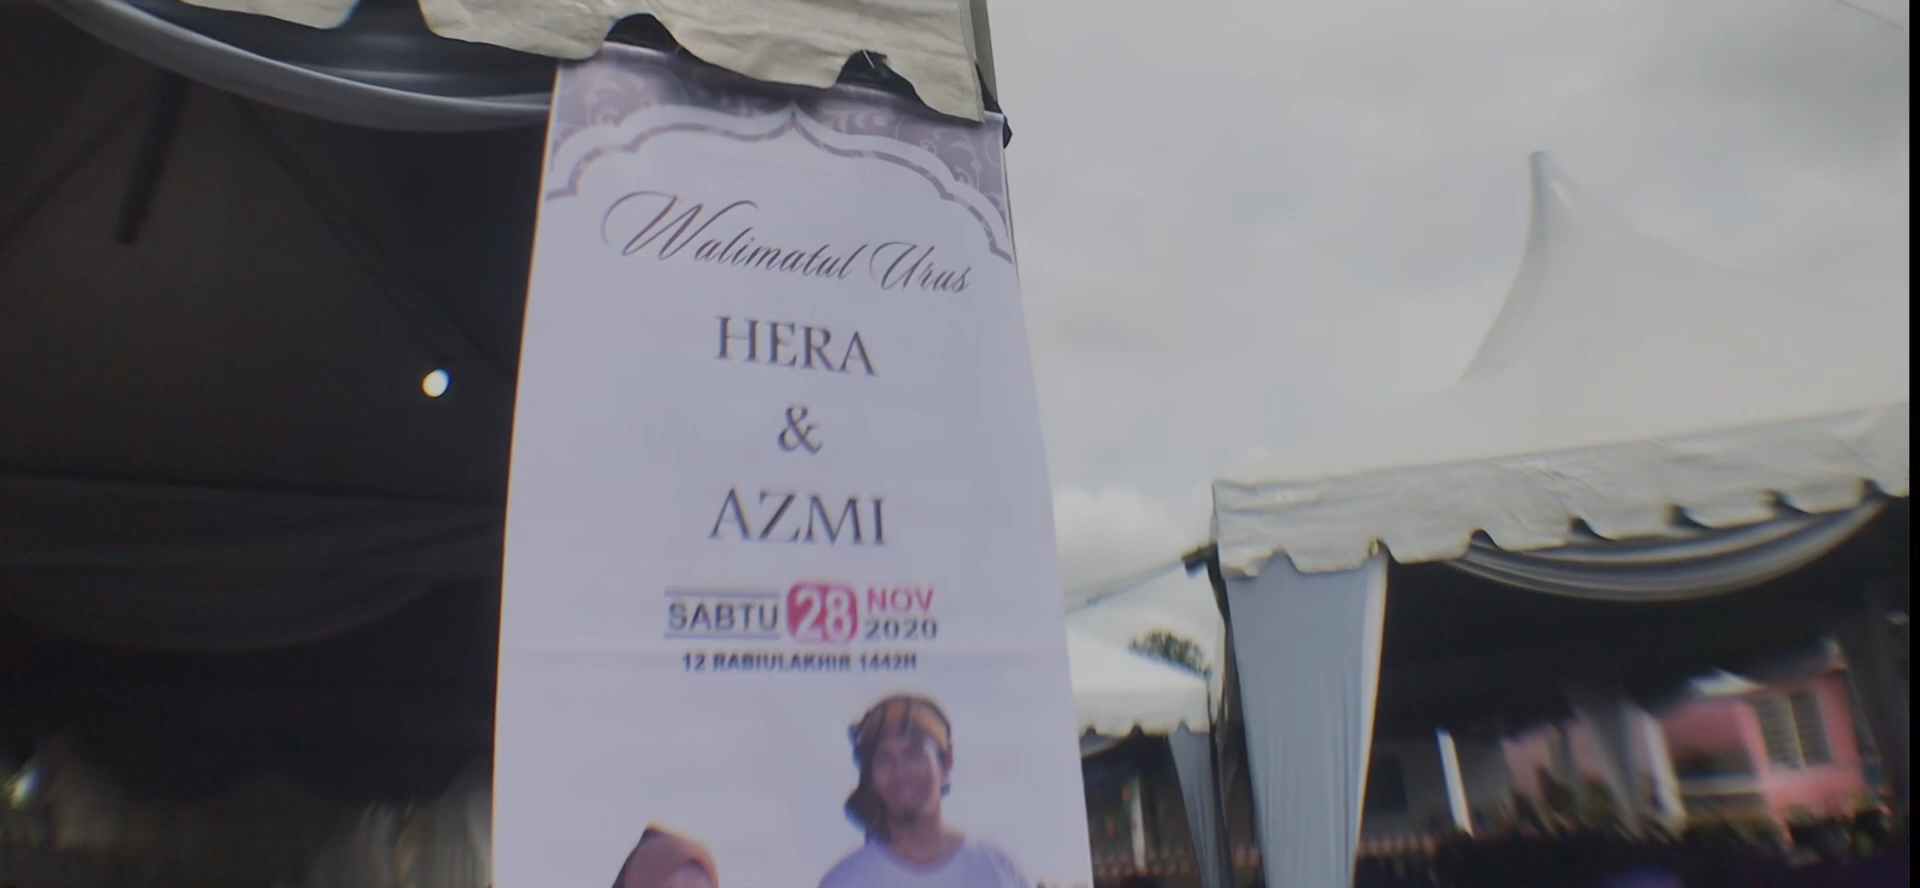 Walimatul Urus
HERA
&
AZMI
SABTU 28 NOV 2020
12 RABIULAKHIR 1442H